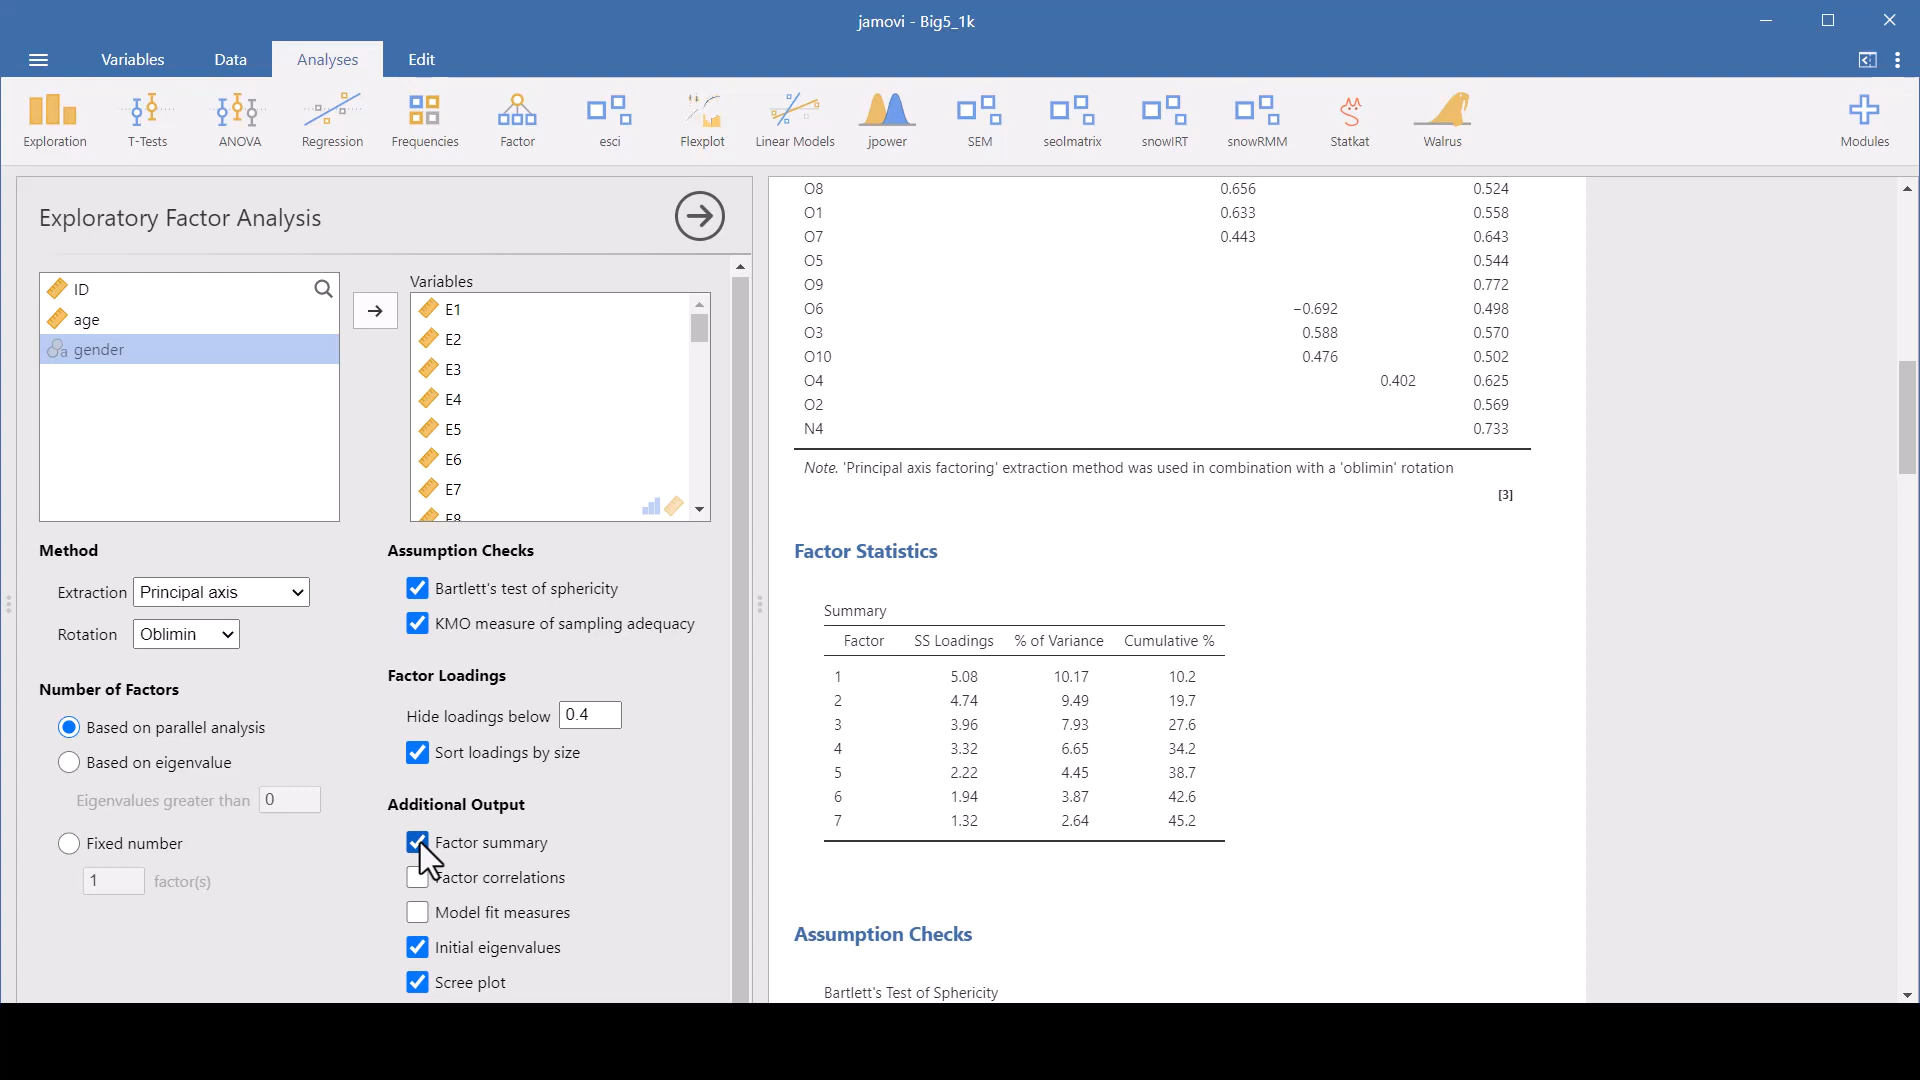 jamovi - Big5_1k
Variables Data Analyses Edit
Exploration T-Tests ANOVA Regression Frequencies Factor esci Flexplot Linear Models jpower SEM seolmatrix snowIRT snowRMM Statkat Walrus Modules
Exploratory Factor Analysis
ID
age
gender
Variables
E1
E2
E3
E4
E5
E6
E7
E8
Method
Extraction Principal axis
Rotation Oblimin
Number of Factors
Based on parallel analysis
Based on eigenvalue
Eigenvalues greater than 0
Fixed number
1 factor(s)
Assumption Checks
Bartlett's test of sphericity
KMO measure of sampling adequacy
Factor Loadings
Hide loadings below 0.4
Sort loadings by size
Additional Output
Factor summary
Factor correlations
Model fit measures
Initial eigenvalues
Scree plot
O8 0.656 0.524
O1 0.633 0.558
O7 0.443 0.643
O5 0.544
O9 0.772
O6 −0.692 0.498
O3 0.588 0.570
O10 0.476 0.502
O4 0.402 0.625
O2 0.569
N4 0.733
Note. 'Principal axis factoring' extraction method was used in combination with a 'oblimin' rotation
[3]
Factor Statistics
Summary
Factor SS Loadings % of Variance Cumulative %
1 5.08 10.17 10.2
2 4.74 9.49 19.7
3 3.96 7.93 27.6
4 3.32 6.65 34.2
5 2.22 4.45 38.7
6 1.94 3.87 42.6
7 1.32 2.64 45.2
Assumption Checks
Bartlett's Test of Sphericity